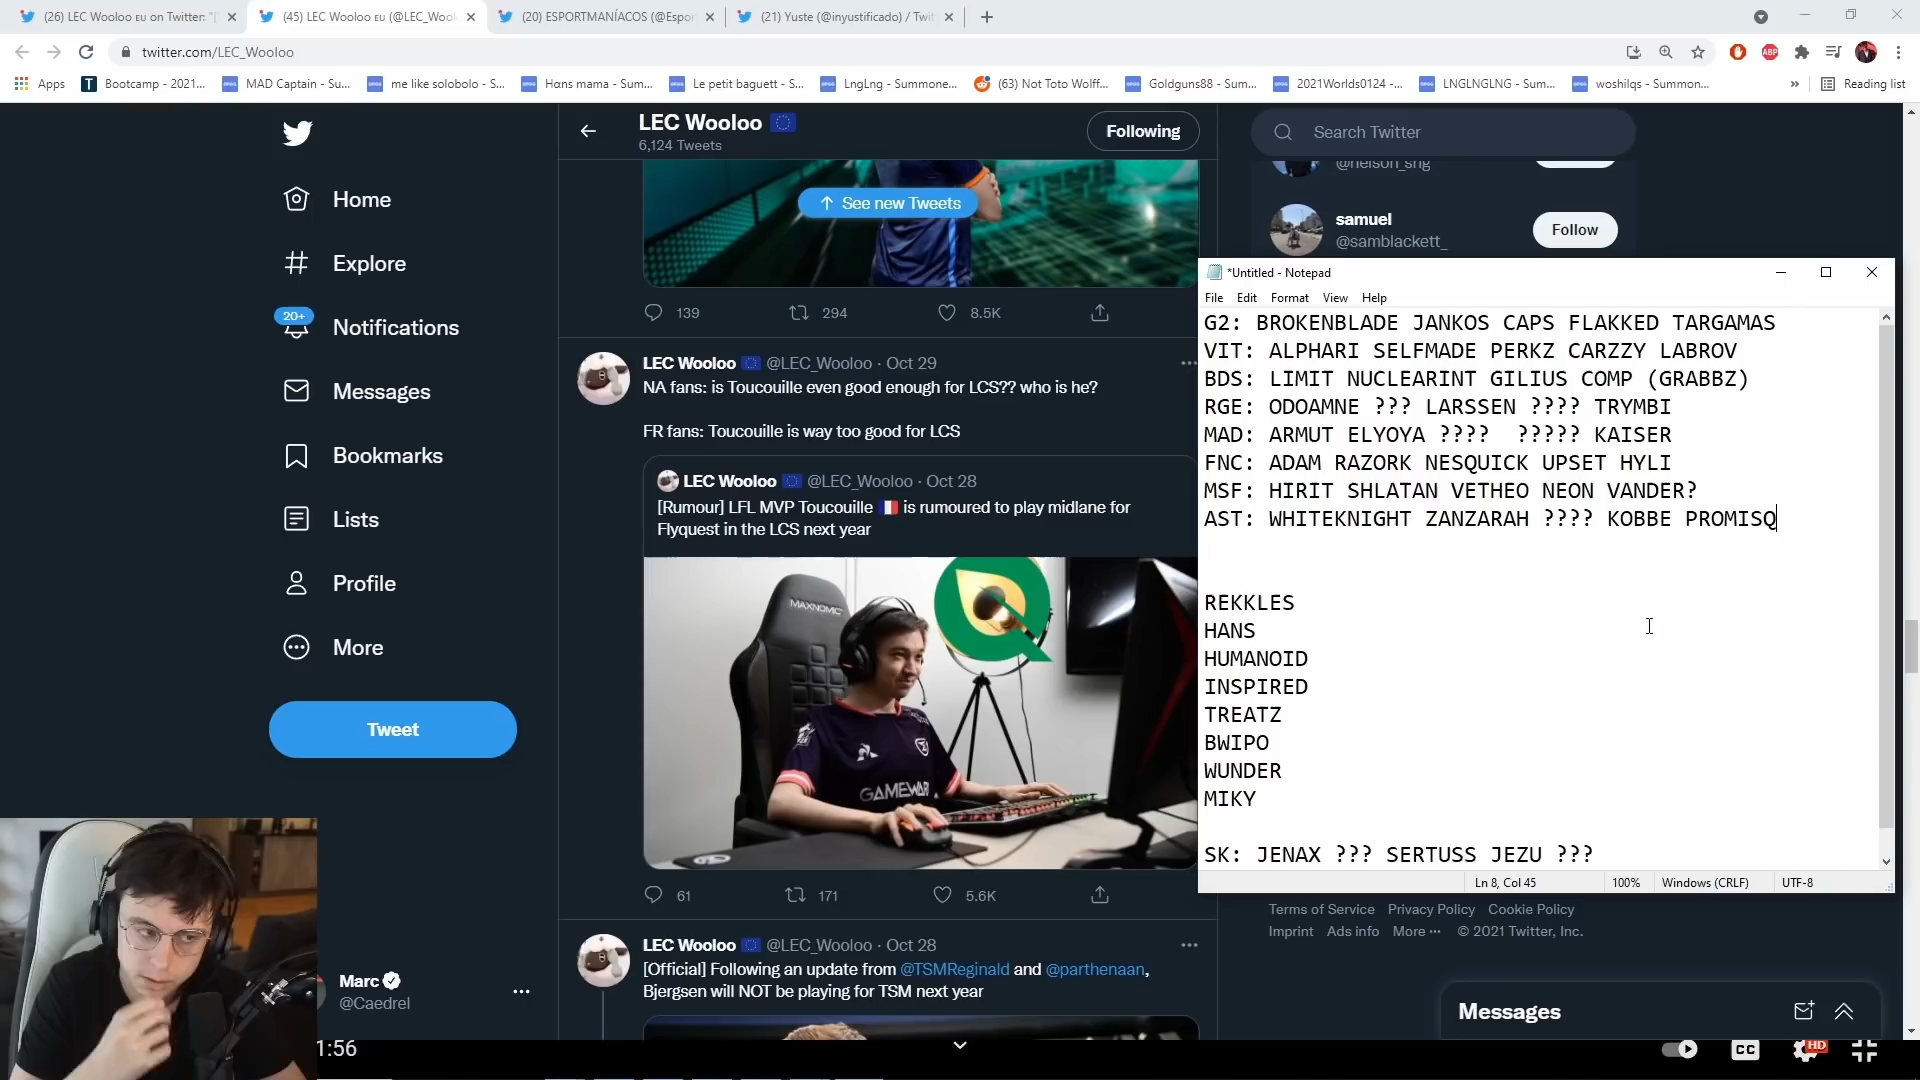 (26) LEC Wooloo EU on Twitter: "[
(45) LEC Wooloo EU (@LEC_Wool
(20) ESPORTMANÍACOS (@Espor
(21) Yuste (@inyustificado) / Twit
twitter.com/LEC_Wooloo
Apps
Bootcamp - 2021...
MAD Captain - Su...
me like solobolo - S...
Hαns mama - Sum...
Le petit baguett - S...
LngLng - Summone...
(63) Not Toto Wolff...
Goldguns88 - Sum...
2021Worlds0124 -...
LNGLNGLNG - Sum...
woshilqs - Summon...
»
Reading list
LEC Wooloo
6,124 Tweets
Following
Search Twitter
@nelson_sng
samuel
@samblackett_
Follow
Home
Explore
20+
Notifications
Messages
Bookmarks
Lists
Profile
More
Tweet
See new Tweets
139
294
8.5K
LEC Wooloo @LEC_Wooloo · Oct 29
NA fans: is Toucouille even good enough for LCS?? who is he?
FR fans: Toucouille is way too good for LCS
LEC Wooloo @LEC_Wooloo · Oct 28
[Rumour] LFL MVP Toucouille is rumoured to play midlane for
Flyquest in the LCS next year
MAXNOMIC
GAMEWARD
61
171
5.6K
LEC Wooloo @LEC_Wooloo · Oct 28
[Official] Following an update from @TSMReginald and @parthenaan,
Bjergsen will NOT be playing for TSM next year
*Untitled - Notepad
File Edit Format View Help
G2: BROKENBLADE JANKOS CAPS FLAKKED TARGAMAS
VIT: ALPHARI SELFMADE PERKZ CARZZY LABROV
BDS: LIMIT NUCLEARINT GILIUS COMP (GRABBZ)
RGE: ODOAMNE ??? LARSSEN ???? TRYMBI
MAD: ARMUT ELYOYA ???? ????? KAISER
FNC: ADAM RAZORK NESQUICK UPSET HYLI
MSF: HIRIT SHLATAN VETHEO NEON VANDER?
AST: WHITEKNIGHT ZANZARAH ???? KOBBE PROMISQ
REKKLES
HANS
HUMANOID
INSPIRED
TREATZ
BWIPO
WUNDER
MIKY
SK: JENAX ??? SERTUSS JEZU ???
Ln 8, Col 45
100%
Windows (CRLF)
UTF-8
Terms of Service Privacy Policy Cookie Policy
Imprint Ads info More ··· © 2021 Twitter, Inc.
Marc
@Caedrel
Messages
1:56
CC
HD